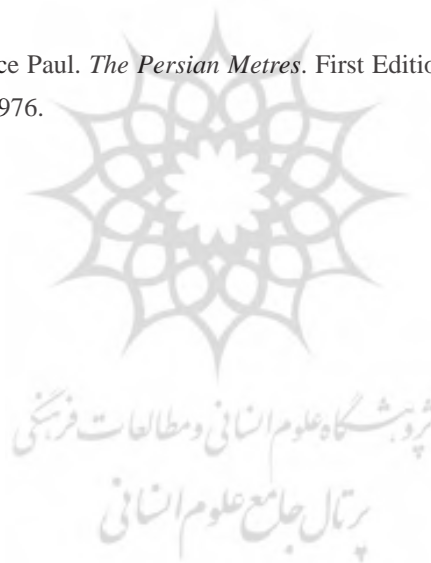 ce Paul. The Persian Metres. First Editio
976.
پژوهشگاه علوم انسانی و مطالعات فرهنگی
پرتال جامع علوم انسانی